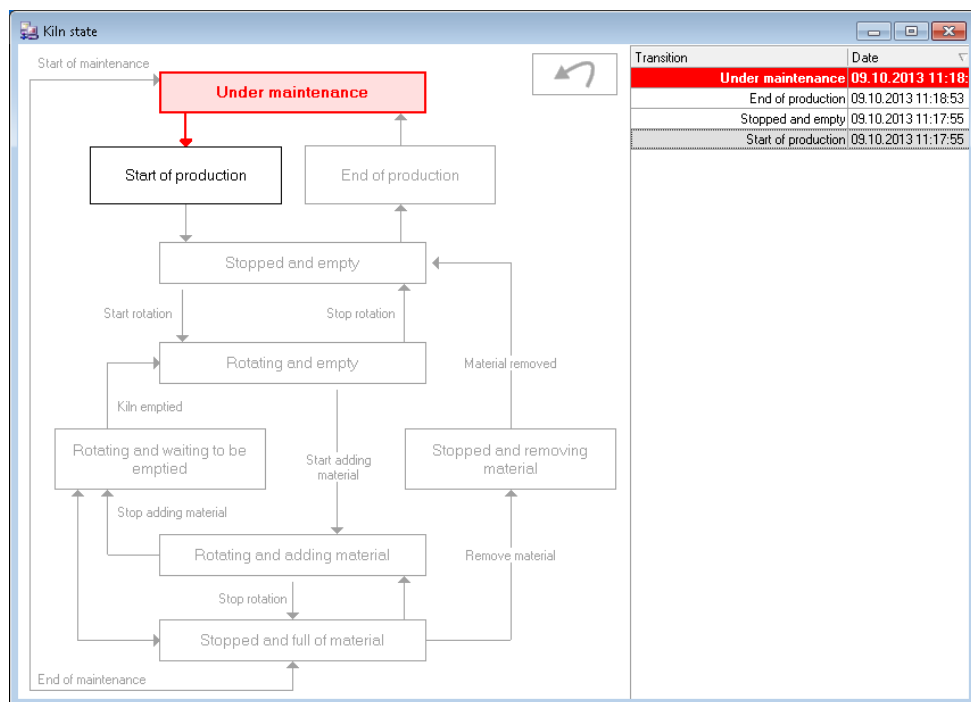 Kiln state
Start of maintenance
Under maintenance
Start of production
End of production
Stopped and empty
Start rotation
Stop rotation
Rotating and empty
Material removed
Kiln emptied
Rotating and waiting to be
emptied
Start adding
material
Stopped and removing
material
Stop adding material
Rotating and adding material
Remove material
Stop rotation
Stopped and full of material
End of maintenance
Transition Date
Under maintenance 09.10.2013 11:18:
End of production 09.10.2013 11:18:53
Stopped and empty 09.10.2013 11:17:55
Start of production 09.10.2013 11:17:55